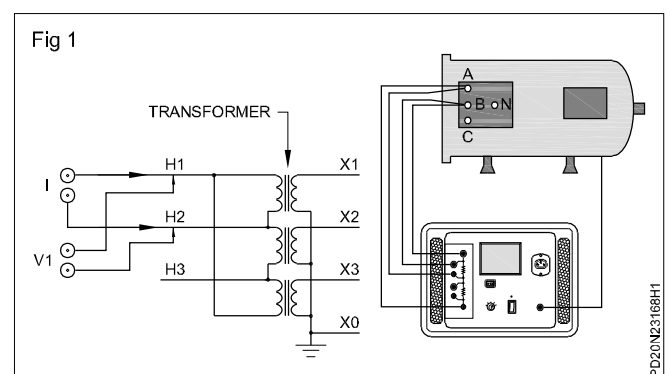 Fig 1
TRANSFORMER
I
V1
H1
H2
H3
X1
X2
X3
X0
A
B N
C
PD20N23168H1